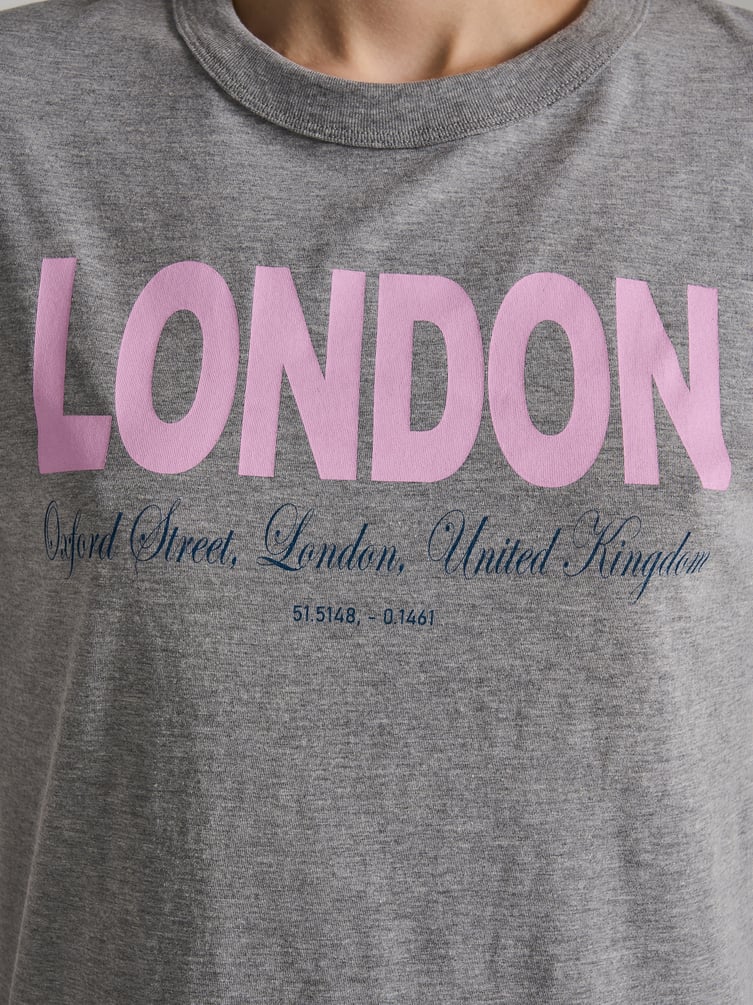 LONDON
Oxford Street, London, United Kingdom
51.5148, - 0.1461